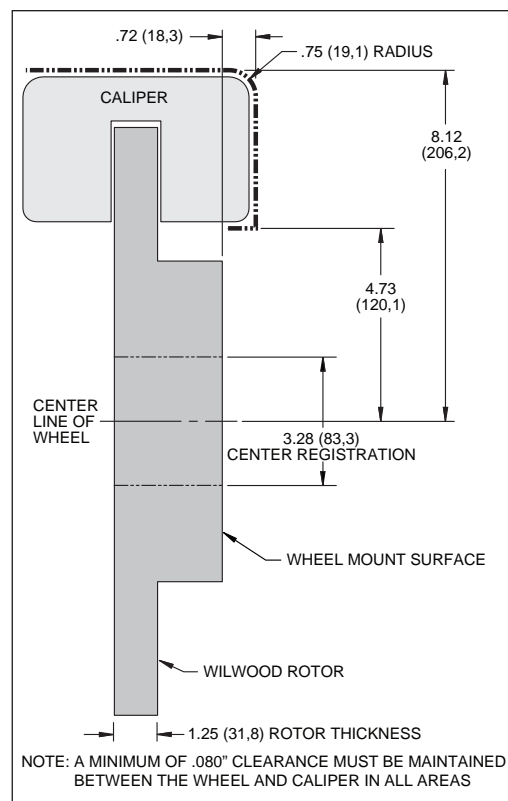 .72 (18,3)
.75 (19,1) RADIUS
CALIPER
8.12
(206,2)
4.73
(120,1)
CENTER
LINE OF
WHEEL
3.28 (83,3)
CENTER REGISTRATION
WHEEL MOUNT SURFACE
WILWOOD ROTOR
1.25 (31,8) ROTOR THICKNESS
NOTE: A MINIMUM OF .080" CLEARANCE MUST BE MAINTAINED
BETWEEN THE WHEEL AND CALIPER IN ALL AREAS